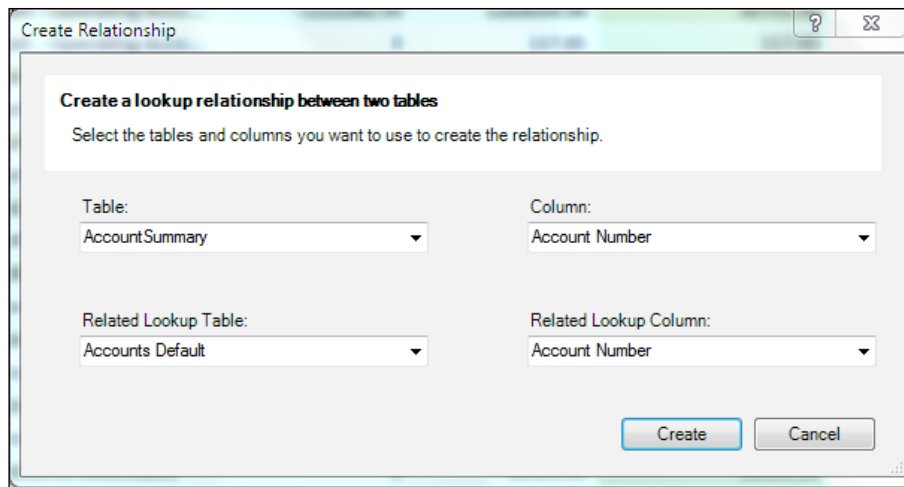 Create Relationship
Create a lookup relationship between two tables
Select the tables and columns you want to use to create the relationship.
Table:
Column:
AccountSummary
Account Number
Related Lookup Table:
Related Lookup Column:
Accounts Default
Account Number
Create
Cancel